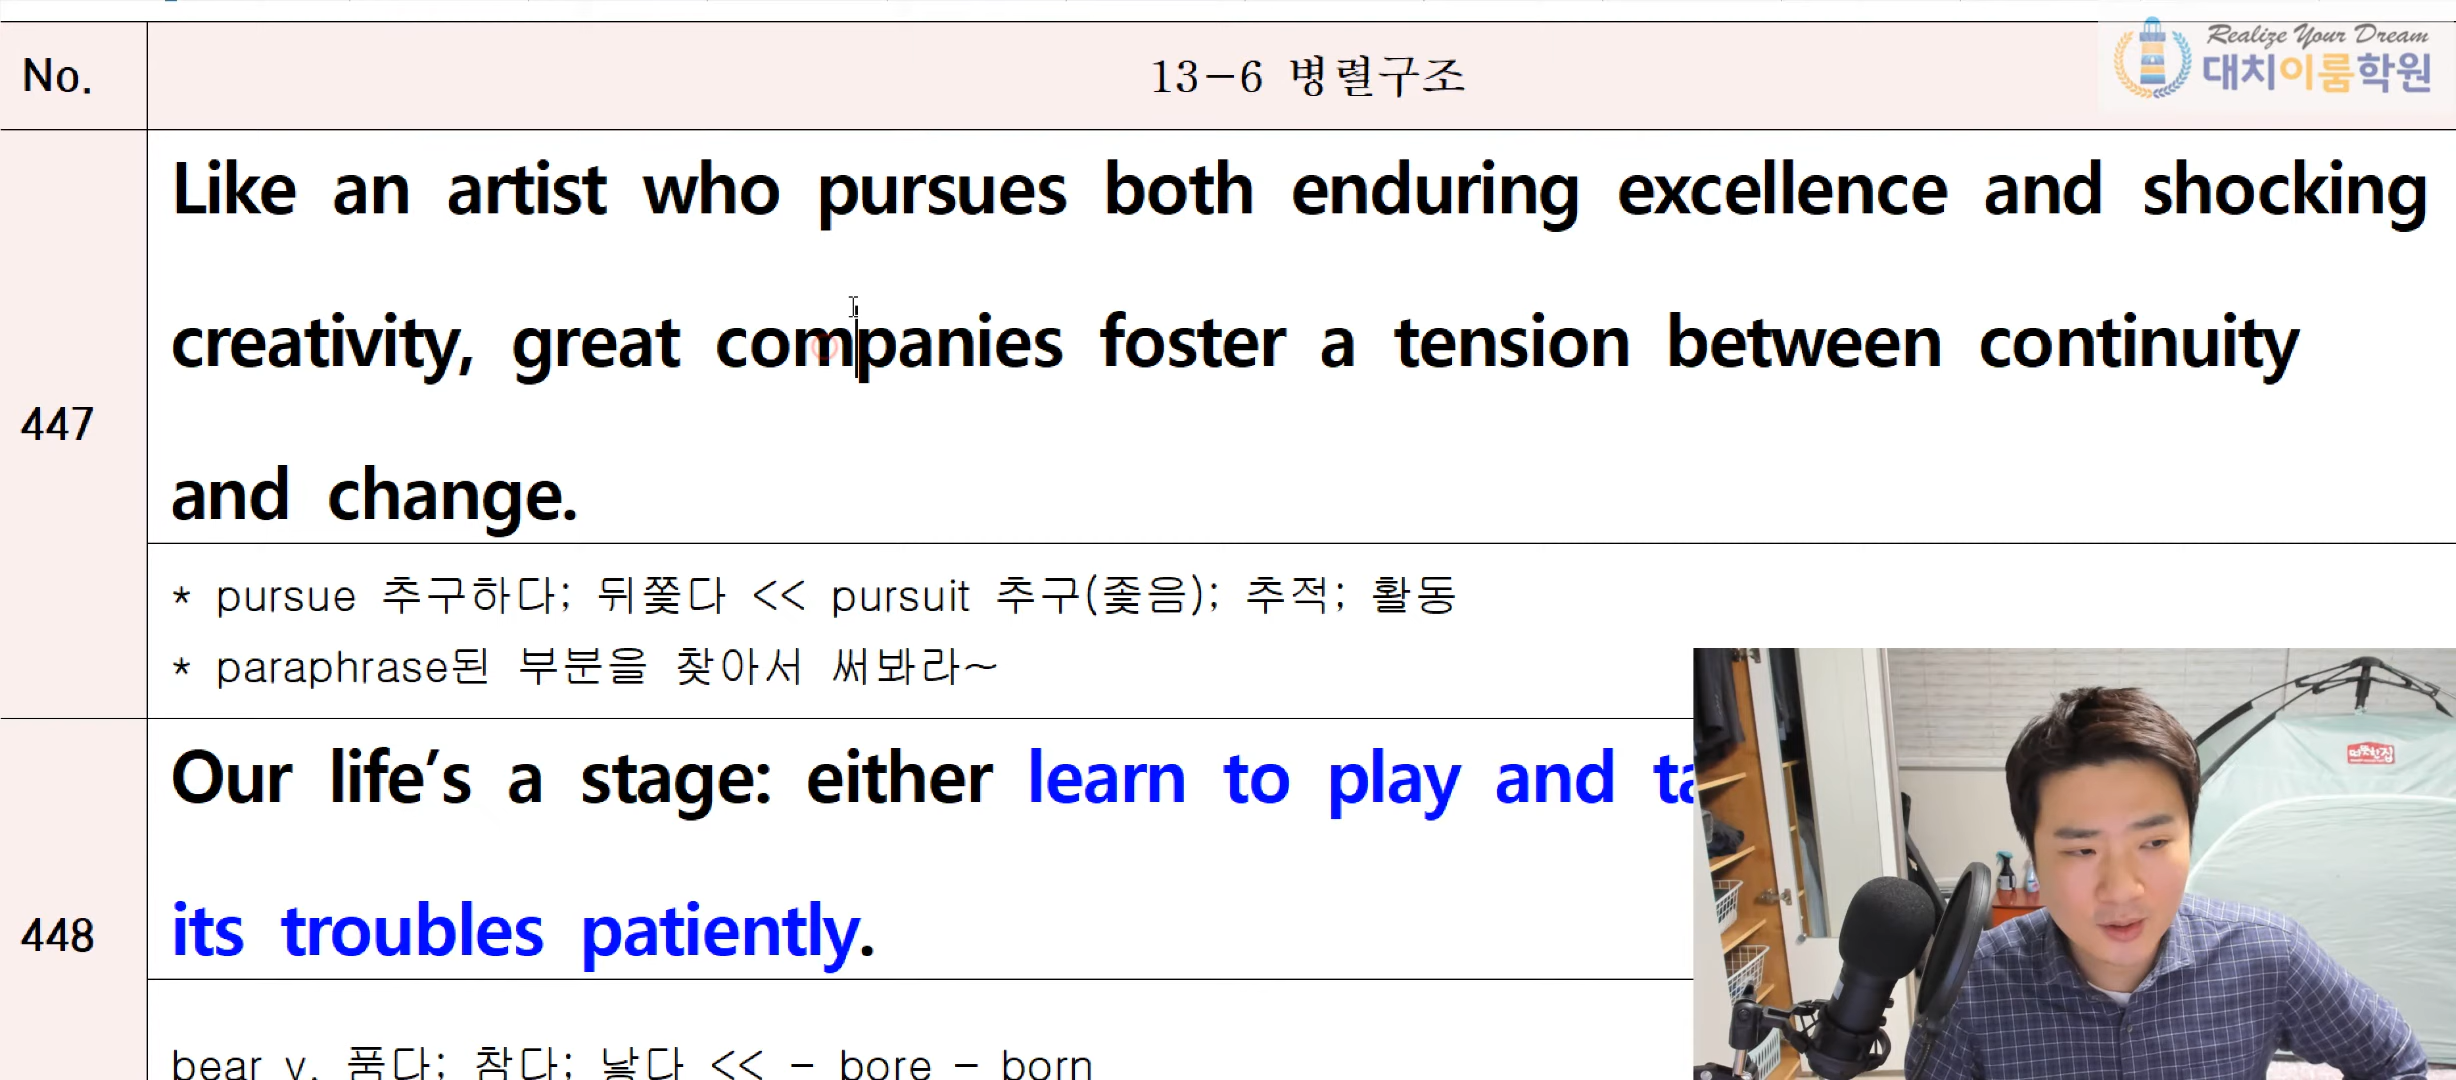 Realize Your Dream
대치이룸학원
No.
13-6 병렬구조
447
Like an artist who pursues both enduring excellence and shocking
creativity, great companies foster a tension between continuity
and change.
* pursue 추구하다; 뒤쫓다 << pursuit 추구(좇음); 추적; 활동
* paraphrase된 부분을 찾아서 써봐라~
448
Our life's a stage: either learn to play and
its troubles patiently.
bear v. 품다; 참다; 낳다 << - bore - born